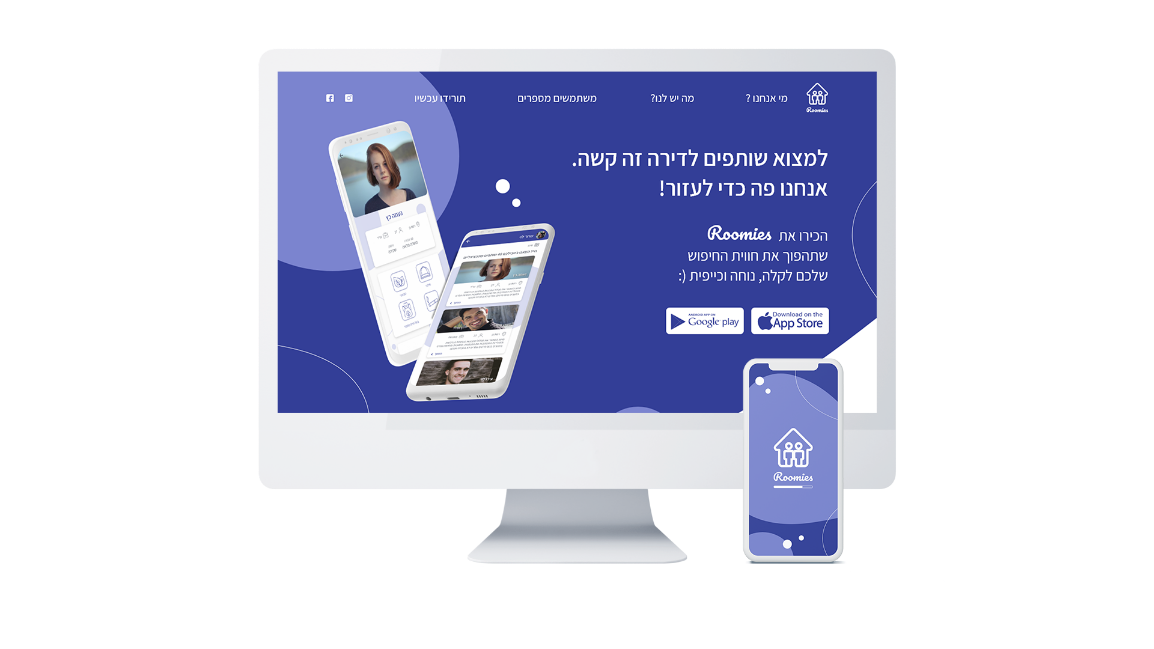 Roomies
מי אנחנו ?
מה יש לנו?
משתמשים מספרים
תורידו עכשיו
למצוא שותפים לדירה זה קשה.
אנחנו פה כדי לעזור!
הכירו את Roomies
שתהפוך את חווית החיפוש
שלכם לקלה, נוחה וכייפית (:
Download on the
App Store
ANDROID APP ON
Google play
Roomies